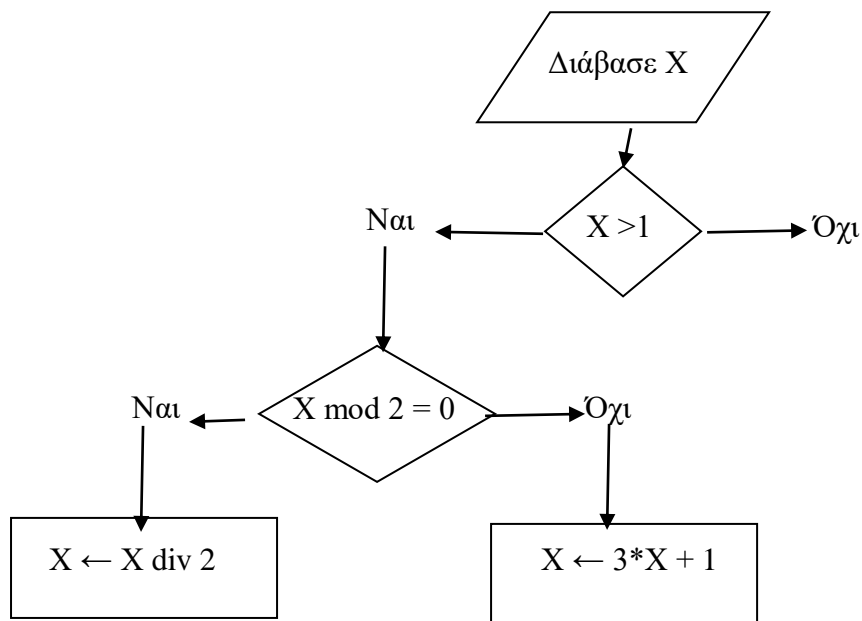 Διάβασε Χ
Χ >1
Ναι
Όχι
Χ mod 2 = 0
Ναι
Όχι
Χ ← Χ div 2
Χ ← 3*Χ + 1